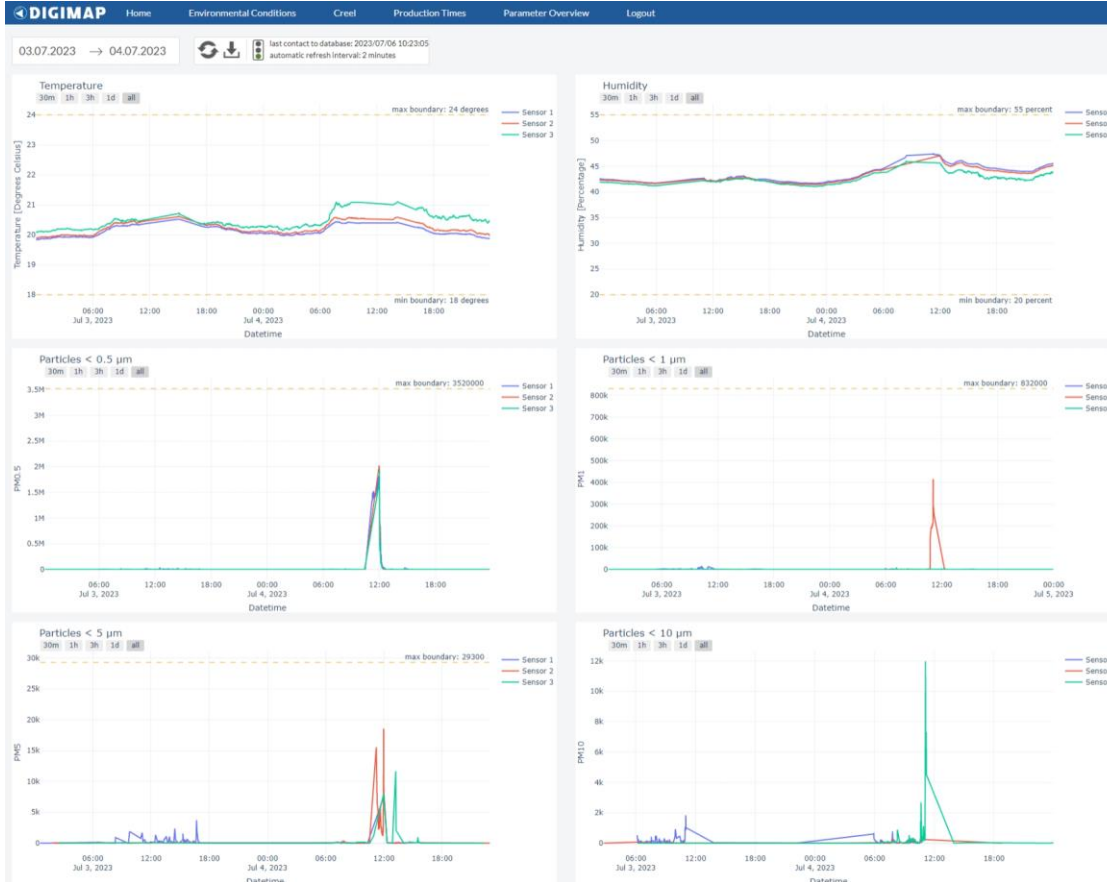 DIGIMAP Home Environmental Conditions Creel Production Times Parameter Overview Logout
03.07.2023 → 04.07.2023
last contact to database: 2023/07/06 10:23:05
automatic refresh interval: 2 minutes
Temperature
30m 1h 3h 1d all
max boundary: 24 degrees
Sensor 1
Sensor 2
Sensor 3
24
23
22
21
20
19
18
Temperature [Degrees Celsius]
min boundary: 18 degrees
06:00 12:00 18:00 00:00 06:00 12:00 18:00
Jul 3, 2023 Jul 4, 2023
Datetime
Humidity
30m 1h 3h 1d all
max boundary: 55 percent
Senso
Senso
Senso
55
50
45
40
35
30
25
20
Humidity [Percentage]
min boundary: 20 percent
06:00 12:00 18:00 00:00 06:00 12:00 18:00
Jul 3, 2023 Jul 4, 2023
Datetime
Particles < 0.5 µm
30m 1h 3h 1d all
max boundary: 3520000
Sensor 1
Sensor 2
Sensor 3
3.5M
3M
2.5M
2M
1.5M
1M
0.5M
0
PM0.5
06:00 12:00 18:00 00:00 06:00 12:00 18:00
Jul 3, 2023 Jul 4, 2023
Datetime
Particles < 1 µm
30m 1h 3h 1d all
max boundary: 832000
Senso
Senso
Senso
800k
700k
600k
500k
400k
300k
200k
100k
0
PM1
06:00 12:00 18:00 00:00 06:00 12:00 18:00 00:00
Jul 3, 2023 Jul 4, 2023 Jul 5, 2023
Datetime
Particles < 5 µm
30m 1h 3h 1d all
max boundary: 29300
Sensor 1
Sensor 2
Sensor 3
30k
25k
20k
15k
10k
5k
0
PM5
06:00 12:00 18:00 00:00 06:00 12:00 18:00
Jul 3, 2023 Jul 4, 2023
Datetime
Particles < 10 µm
30m 1h 3h 1d all
Senso
Senso
Senso
12k
10k
8k
6k
4k
2k
0
PM10
06:00 12:00 18:00 00:00 06:00 12:00 18:00
Jul 3, 2023 Jul 4, 2023
Datetime